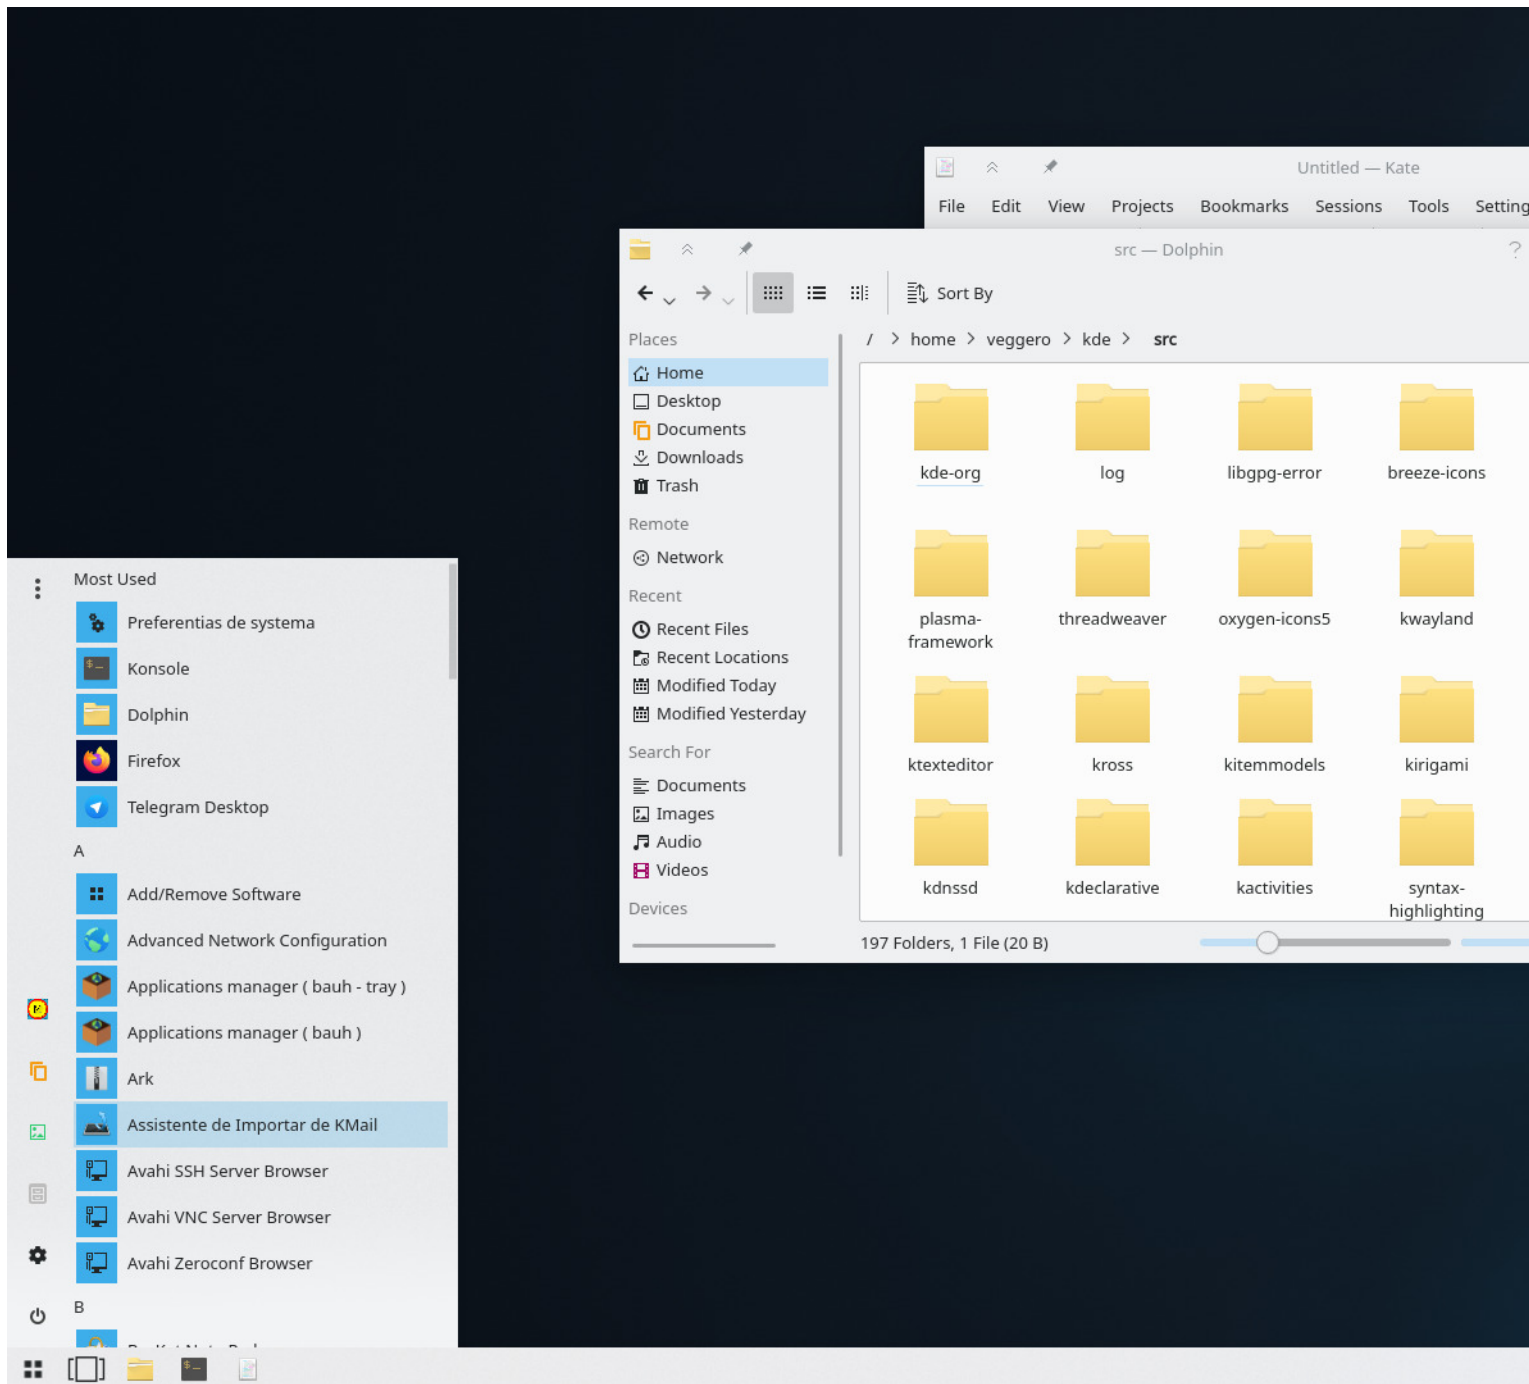 Untitled — Kate
File Edit View Projects Bookmarks Sessions Tools Setting
src — Dolphin
Sort By
Places
/ > home > veggero > kde > src
Home
Desktop
Documents
Downloads
Trash
Remote
Network
Recent
Recent Files
Recent Locations
Modified Today
Modified Yesterday
Search For
Documents
Images
Audio
Videos
Devices
kde-org log libgpg-error breeze-icons
plasma-
framework threadweaver oxygen-icons5 kwayland
ktexteditor kross kitemmodels kirigami
kdnssd kdeclarative kactivities syntax-
highlighting
197 Folders, 1 File (20 B)
Most Used
Preferentias de systema
Konsole
Dolphin
Firefox
Telegram Desktop
A
Add/Remove Software
Advanced Network Configuration
Applications manager ( bauh - tray )
Applications manager ( bauh )
Ark
Assistente de Importar de KMail
Avahi SSH Server Browser
Avahi VNC Server Browser
Avahi Zeroconf Browser
B